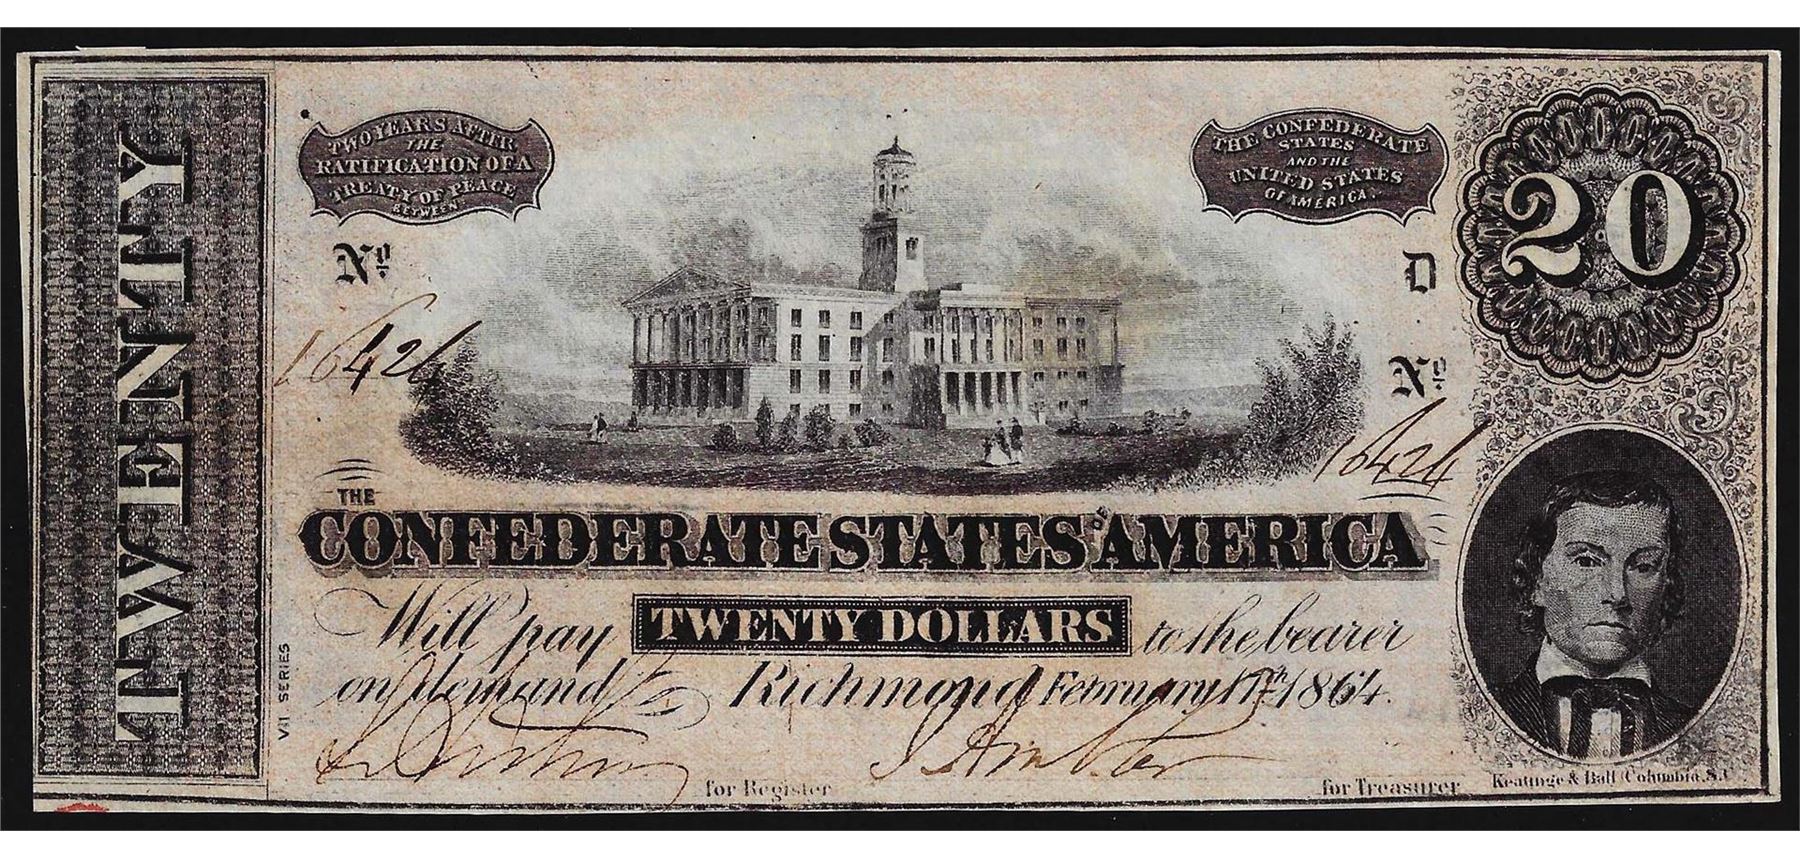 TWENTY
TWO YEARS AFTER
THE
RATIFICATION OF A
TREATY OF PEACE
BETWEEN
THE CONFEDERATE
STATES
AND THE
UNITED STATES
OF AMERICA.
20
Nº
16424
D
Nº
16424
THE
CONFEDERATE STATES OF AMERICA
Will pay TWENTY DOLLARS to the bearer
on demand Richmond February 17th 1864.
VII SERIES
for Register
for Treasurer
Keatinge & Ball Columbia, S.C.